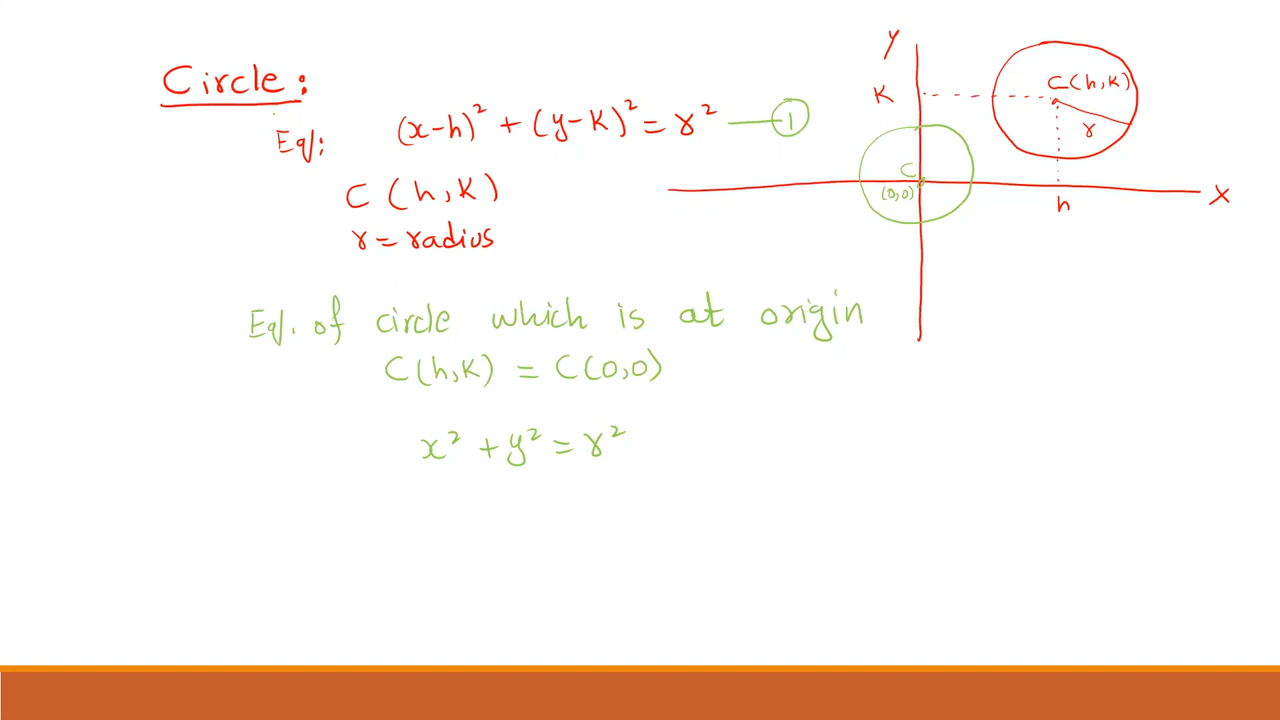 Circle:
Eq: (x-h)² + (y-K)² = r² — 1
C (h, K)
r = radius
Eq. of circle which is at origin
C(h,K) = C(0,0)
x² + y² = r²
Y
K
C(h,K)
r
C
(0,0)
h
X